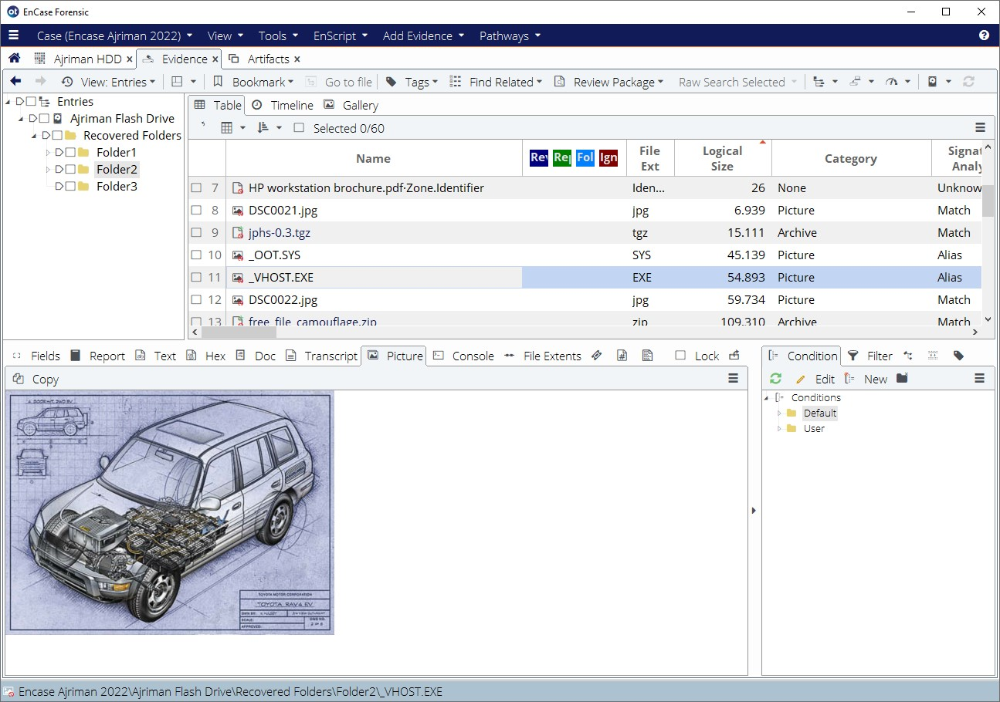 EnCase Forensic
Case (Encase Ajriman 2022) View Tools EnScript Add Evidence Pathways
Ajriman HDD Evidence Artifacts
View: Entries Bookmark Go to file Tags Find Related Review Package Raw Search Selected
Entries
Ajriman Flash Drive
Recovered Folders
Folder1
Folder2
Folder3
Table Timeline Gallery
Selected 0/60
Name Rev Rep Fol Ign File Ext Logical Size Category Signat Analy
7 HP workstation brochure.pdf·Zone.Identifier Iden... 26 None Unknow
8 DSC0021.jpg jpg 6.939 Picture Match
9 jphs-0.3.tgz tgz 15.111 Archive Match
10 _OOT.SYS SYS 45.139 Picture Alias
11 _VHOST.EXE EXE 54.893 Picture Alias
12 DSC0022.jpg jpg 59.734 Picture Match
13 free_file_camouflage.zip zip 109.310 Archive Match
Fields Report Text Hex Doc Transcript Picture Console File Extents Lock
Copy
TOYOTA MOTOR CORPORATION
TOYOTA RAV4 EV
SCALE:
APPROVED:
Condition Filter
Edit New
Conditions
Default
User
Encase Ajriman 2022\Ajriman Flash Drive\Recovered Folders\Folder2\_VHOST.EXE